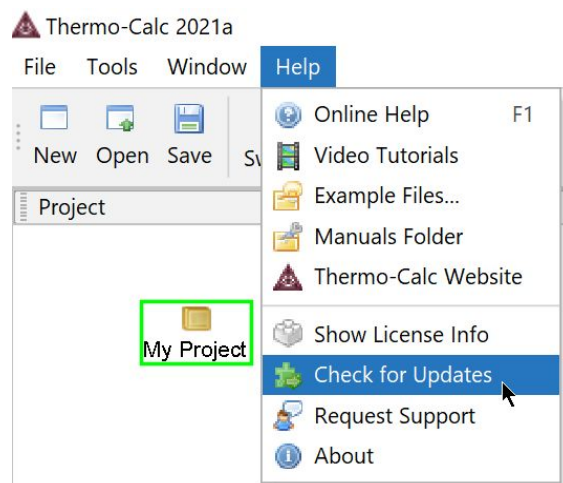 Thermo-Calc 2021a
File Tools Window Help
New Open Save
Project
My Project
Online Help F1
Video Tutorials
Example Files...
Manuals Folder
Thermo-Calc Website
Show License Info
Check for Updates
Request Support
About